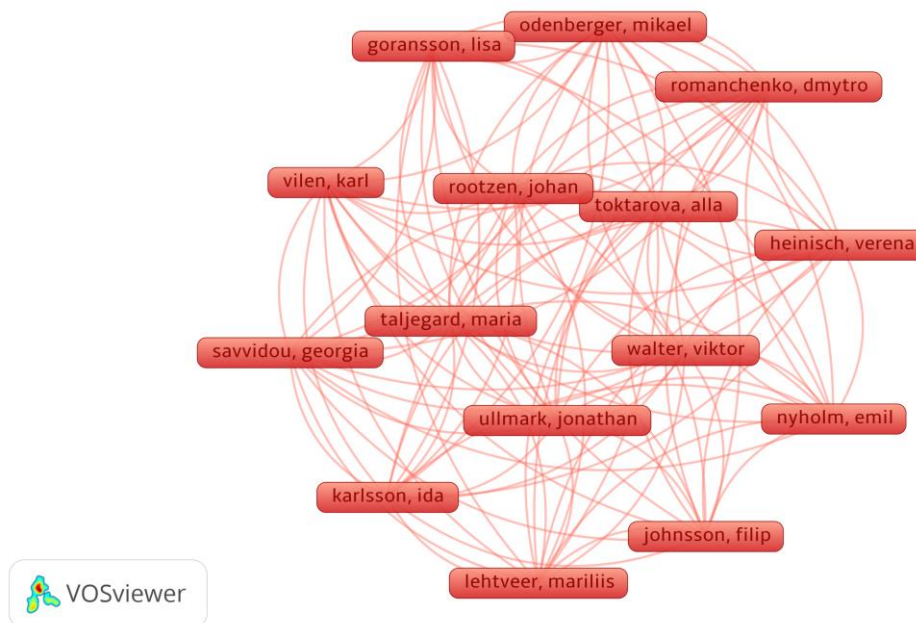 odenberger, mikael
goransson, lisa
romanchenko, dmytro
vilen, karl
rootzen, johan
toktarova, alla
heinisch, verena
taljegard, maria
savvidou, georgia
walter, viktor
ullmark, jonathan
nyholm, emil
karlsson, ida
johnsson, filip
lehtveer, mariliis
VOSviewer